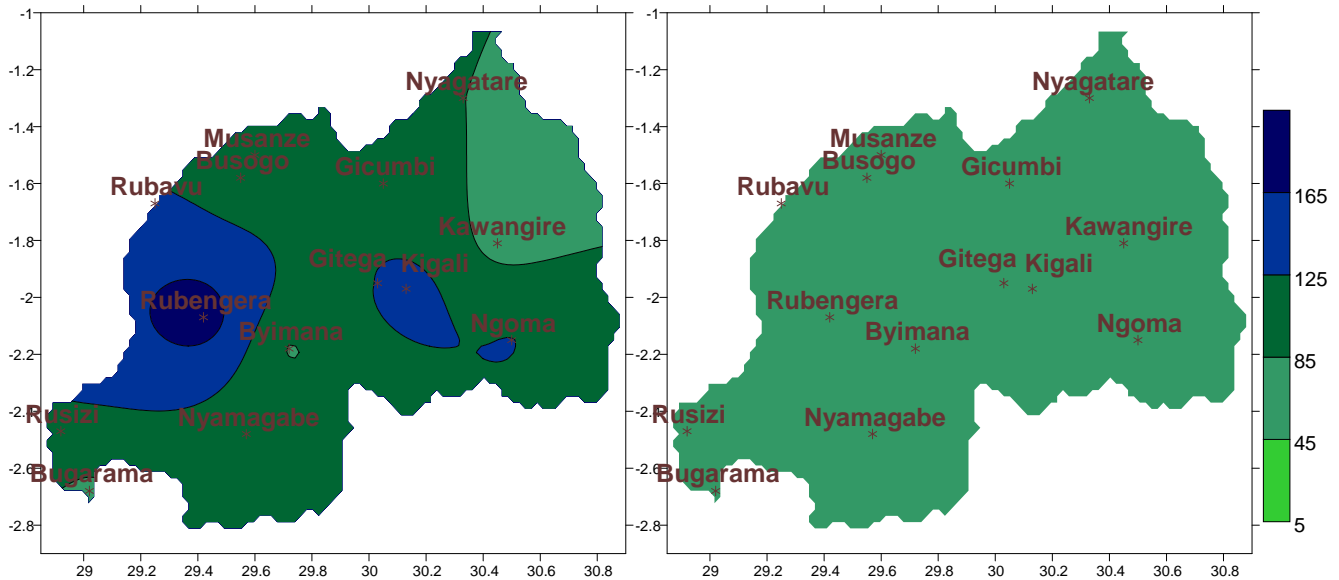 -1
-1.2
-1.4
-1.6
-1.8
-2
-2.2
-2.4
-2.6
-2.8
29 29.2 29.4 29.6 29.8 30 30.2 30.4 30.6 30.8
Nyagatare
Musanze
Busogo
Gicumbi
Rubavu
Kawangire
Gitega
Kigali
Rubengera
Byimana
Ngoma
Rusizi
Nyamagabe
Bugarama
-1
-1.2
-1.4
-1.6
-1.8
-2
-2.2
-2.4
-2.6
-2.8
29 29.2 29.4 29.6 29.8 30 30.2 30.4 30.6 30.8
Nyagatare
Musanze
Busogo
Gicumbi
Rubavu
Kawangire
Gitega
Kigali
Rubengera
Byimana
Ngoma
Rusizi
Nyamagabe
Bugarama
165
125
85
45
5